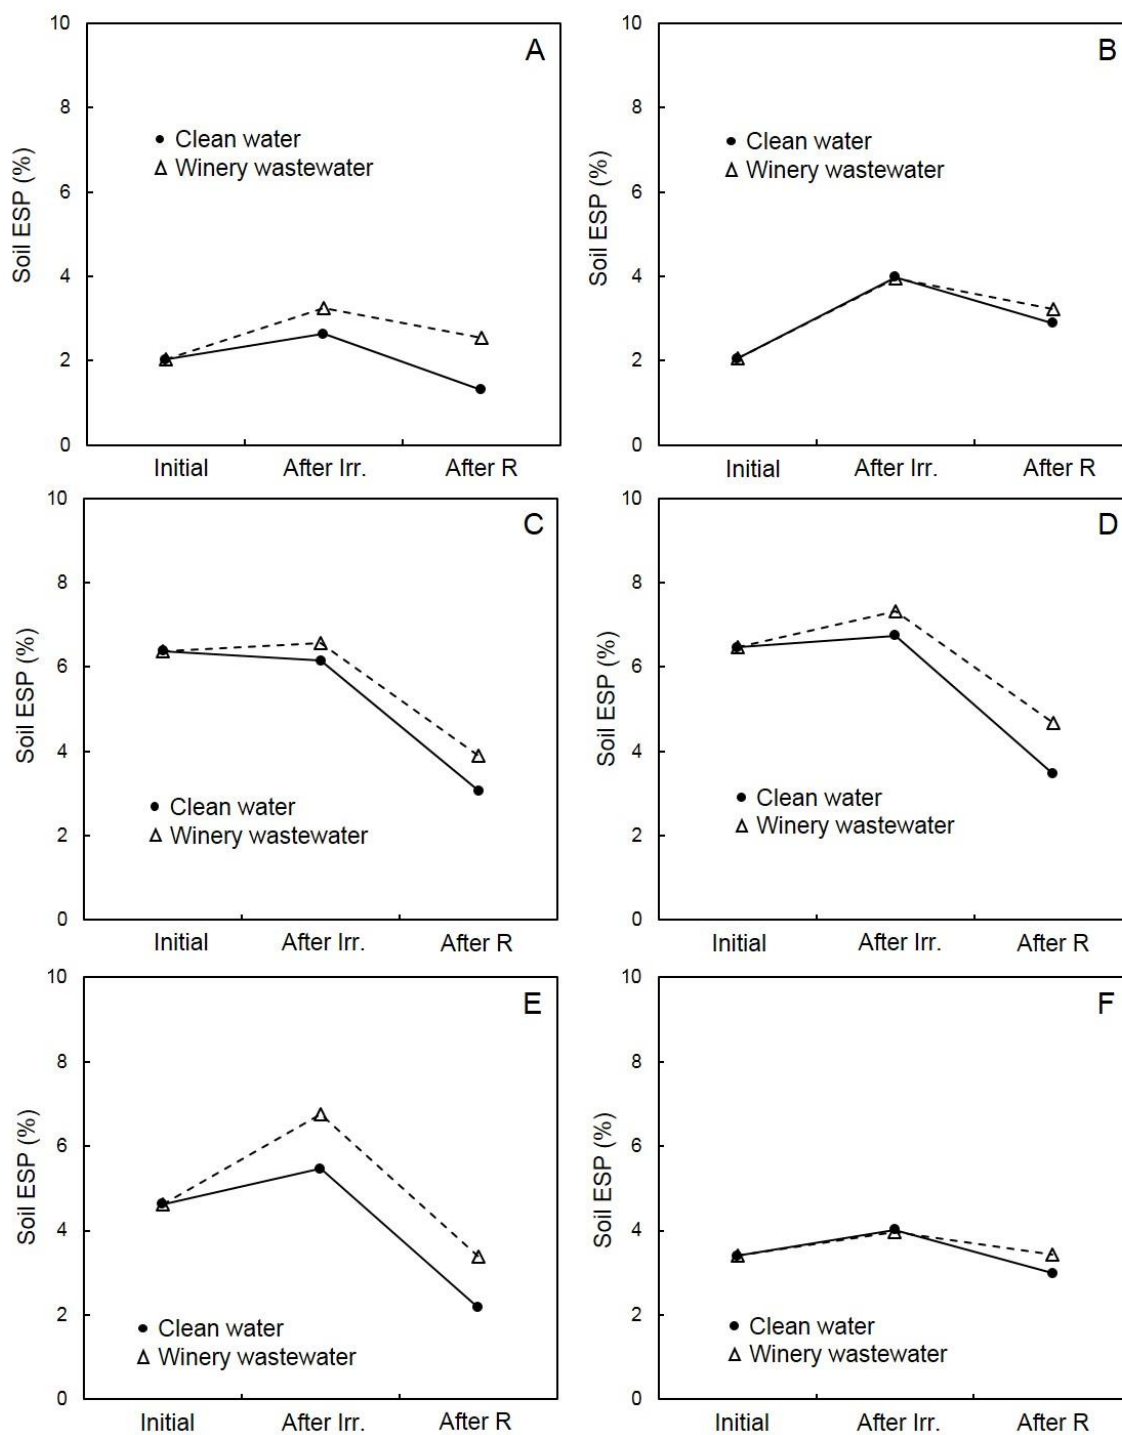 A
10
8
6
4
2
0
Soil ESP (%)
Clean water
Winery wastewater
Initial After Irr. After R
B
10
8
6
4
2
0
Soil ESP (%)
Clean water
Winery wastewater
Initial After Irr. After R
C
10
8
6
4
2
0
Soil ESP (%)
Clean water
Winery wastewater
Initial After Irr. After R
D
10
8
6
4
2
0
Soil ESP (%)
Clean water
Winery wastewater
Initial After Irr. After R
E
10
8
6
4
2
0
Soil ESP (%)
Clean water
Winery wastewater
Initial After Irr. After R
F
10
8
6
4
2
0
Soil ESP (%)
Clean water
Winery wastewater
Initial After Irr. After R